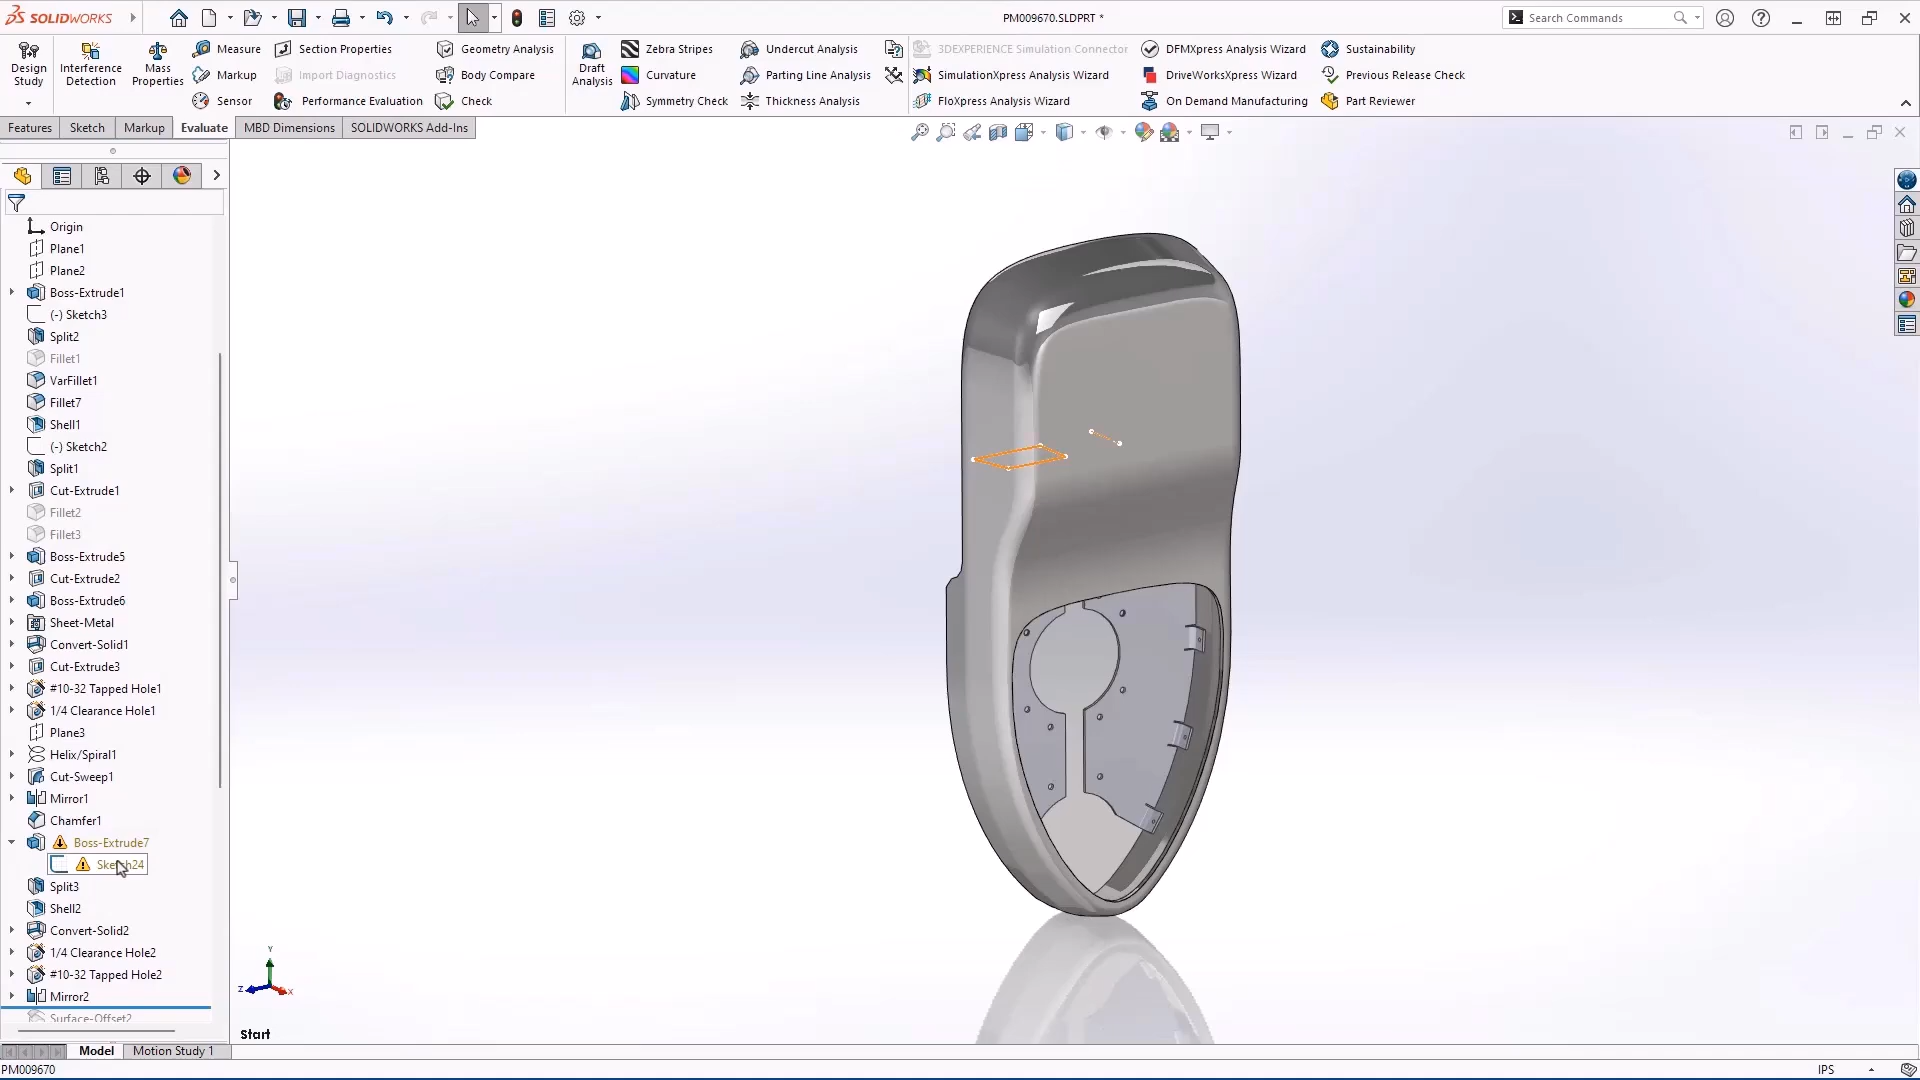 SOLIDWORKS
PM009670.SLDPRT *
Search Commands
Design Study
Interference Detection
Mass Properties
Measure
Markup
Sensor
Section Properties
Import Diagnostics
Performance Evaluation
Geometry Analysis
Body Compare
Check
Draft Analysis
Zebra Stripes
Curvature
Symmetry Check
Undercut Analysis
Parting Line Analysis
Thickness Analysis
3DEXPERIENCE Simulation Connector
SimulationXpress Analysis Wizard
FloXpress Analysis Wizard
DFMXpress Analysis Wizard
DriveWorksXpress Wizard
On Demand Manufacturing
Sustainability
Previous Release Check
Part Reviewer
Features
Sketch
Markup
Evaluate
MBD Dimensions
SOLIDWORKS Add-Ins
Origin
Plane1
Plane2
Boss-Extrude1
(-) Sketch3
Split2
Fillet1
VarFillet1
Fillet7
Shell1
(-) Sketch2
Split1
Cut-Extrude1
Fillet2
Fillet3
Boss-Extrude5
Cut-Extrude2
Boss-Extrude6
Sheet-Metal
Convert-Solid1
Cut-Extrude3
#10-32 Tapped Hole1
1/4 Clearance Hole1
Plane3
Helix/Spiral1
Cut-Sweep1
Mirror1
Chamfer1
Boss-Extrude7
Sketch24
Split3
Shell2
Convert-Solid2
1/4 Clearance Hole2
#10-32 Tapped Hole2
Mirror2
Surface-Offset2
Y
Z
X
Start
Model
Motion Study 1
PM009670
IPS